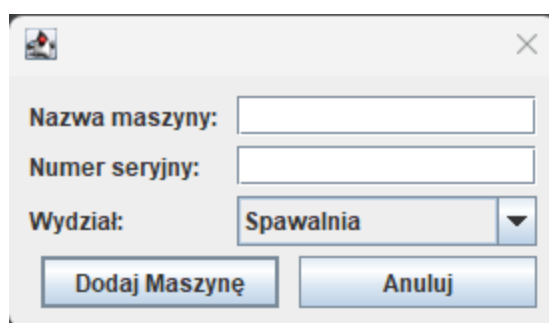 Nazwa maszyny:
Numer seryjny:
Wydział: Spawalnia
Dodaj Maszynę Anuluj